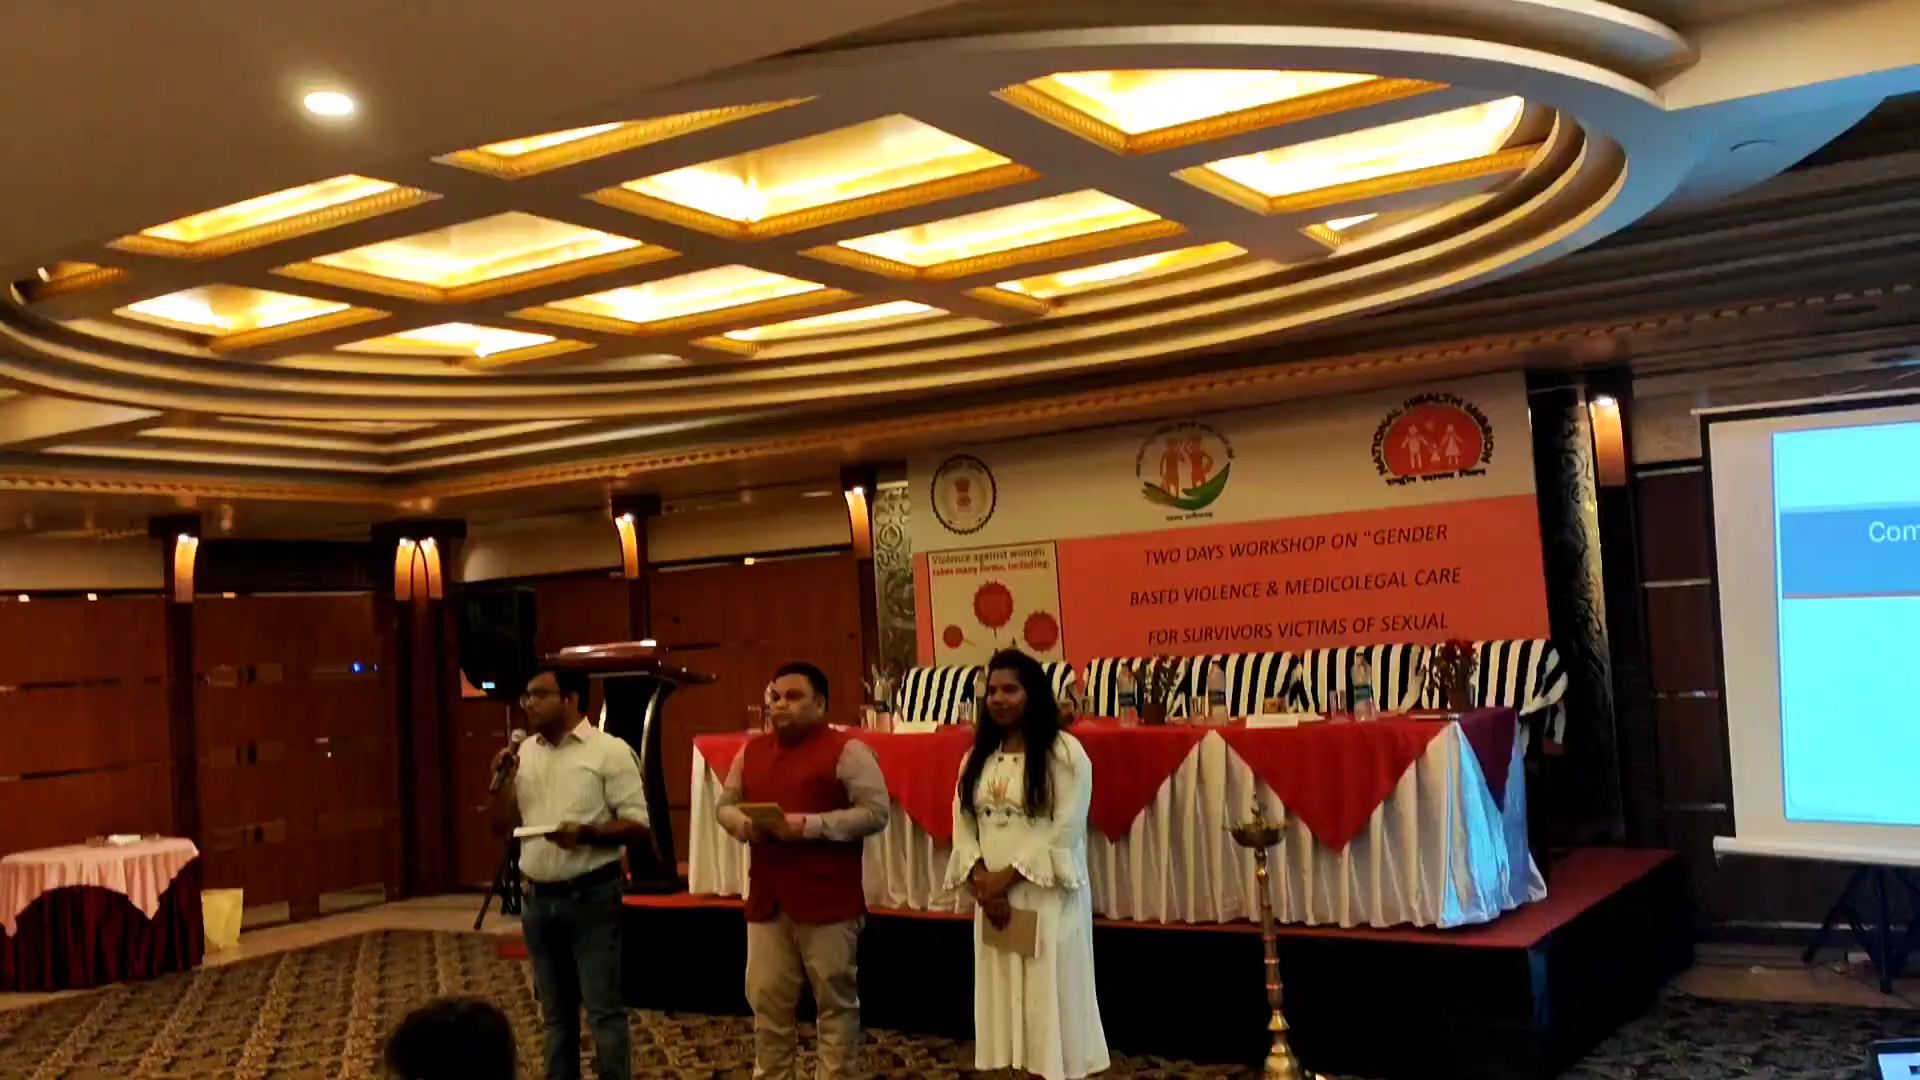 NATIONAL HEALTH MISSION
Violence against women
takes many forms, including:
TWO DAYS WORKSHOP ON "GENDER
BASED VIOLENCE & MEDICOLEGAL CARE
FOR SURVIVORS VICTIMS OF SEXUAL
Com